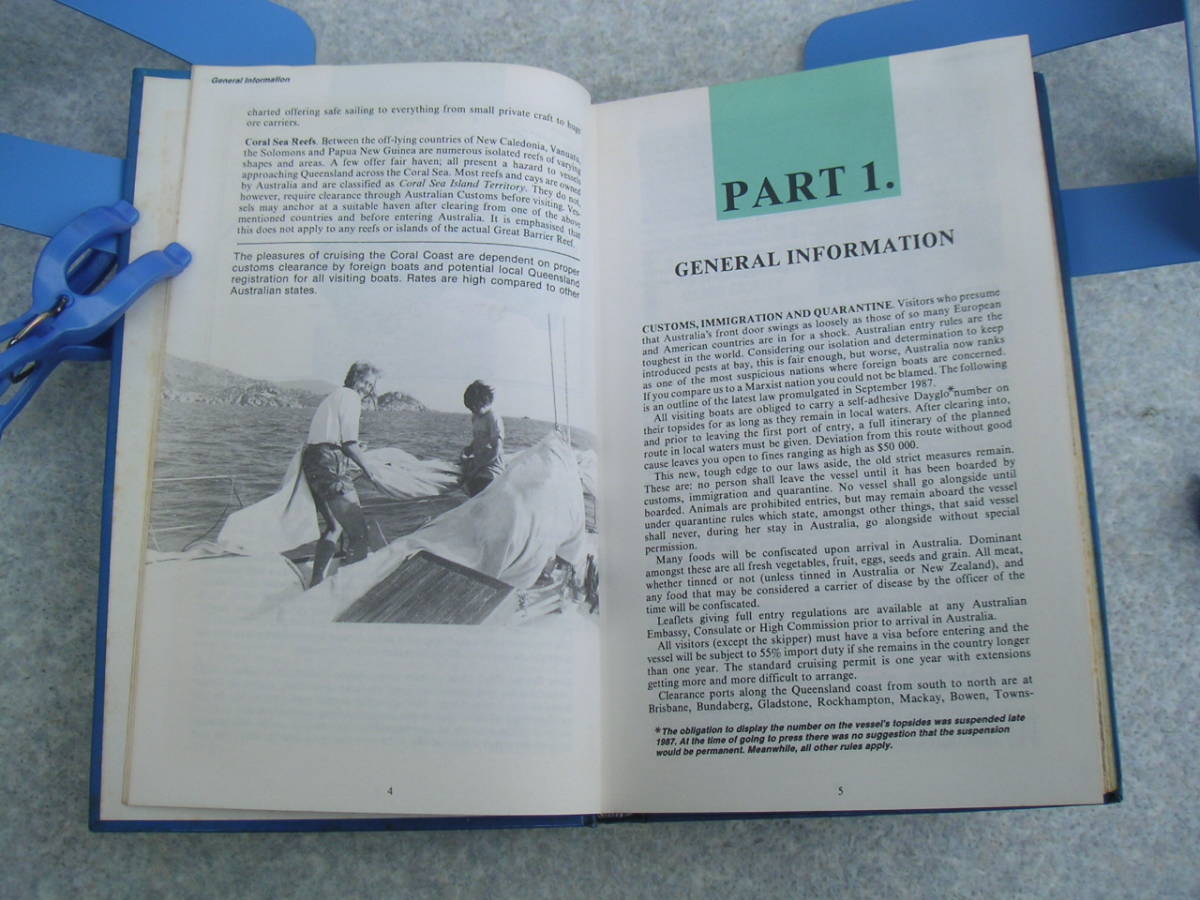 General Information
charted offering safe sailing to everything from small private craft to huge
ore carriers.
Coral Sea Reefs. Between the off-lying countries of New Caledonia, Vanuatu,
the Solomons and Papua New Guinea are numerous isolated reefs of varying
shapes and areas. A few offer fair haven; all present a hazard to vessels
approaching Queensland across the Coral Sea. Most reefs and cays are owned
by Australia and are classified as Coral Sea Island Territory. They do not,
however, require clearance through Australian Customs before visiting. Ves-
sels may anchor at a suitable haven after clearing from one of the above
mentioned countries and before entering Australia. It is emphasised that
this does not apply to any reefs or islands of the actual Great Barrier Reef.
The pleasures of cruising the Coral Coast are dependent on proper
customs clearance by foreign boats and potential local Queensland
registration for all visiting boats. Rates are high compared to other
Australian states.
4
PART 1.
GENERAL INFORMATION
CUSTOMS, IMMIGRATION AND QUARANTINE. Visitors who presume
that Australia's front door swings as loosely as those of so many European
and American countries are in for a shock. Australian entry rules are the
toughest in the world. Considering our isolation and determination to keep
introduced pests at bay, this is fair enough, but worse, Australia now ranks
as one of the most suspicious nations where foreign boats are concerned.
If you compare us to a Marxist nation you could not be blamed. The following
is an outline of the latest law promulgated in September 1987.
All visiting boats are obliged to carry a self-adhesive Dayglo*number on
their topsides for as long as they remain in local waters. After clearing into,
and prior to leaving the first port of entry, a full itinerary of the planned
route in local waters must be given. Deviation from this route without good
cause leaves you open to fines ranging as high as $50 000.
This new, tough edge to our laws aside, the old strict measures remain.
These are; no person shall leave the vessel until it has been boarded by
customs, immigration and quarantine. No vessel shall go alongside until
boarded. Animals are prohibited entries, but may remain aboard the vessel
under quarantine rules which state, amongst other things, that said vessel
shall never, during her stay in Australia, go alongside without special
permission.
Many foods will be confiscated upon arrival in Australia. Dominant
amongst these are all fresh vegetables, fruit, eggs, seeds and grain. All meat,
whether tinned or not (unless tinned in Australia or New Zealand), and
any food that may be considered a carrier of disease by the officer of the
time will be confiscated.
Leaflets giving full entry regulations are available at any Australian
Embassy, Consulate or High Commission prior to arrival in Australia.
All visitors (except the skipper) must have a visa before entering and the
vessel will be subject to 55% import duty if she remains in the country longer
than one year. The standard cruising permit is one year with extensions
getting more and more difficult to arrange.
Clearance ports along the Queensland coast from south to north are at
Brisbane, Bundaberg, Gladstone, Rockhampton, Mackay, Bowen, Towns-
*The obligation to display the number on the vessel's topsides was suspended late
1987. At the time of going to press there was no suggestion that the suspension
would be permanent. Meanwhile, all other rules apply.
5